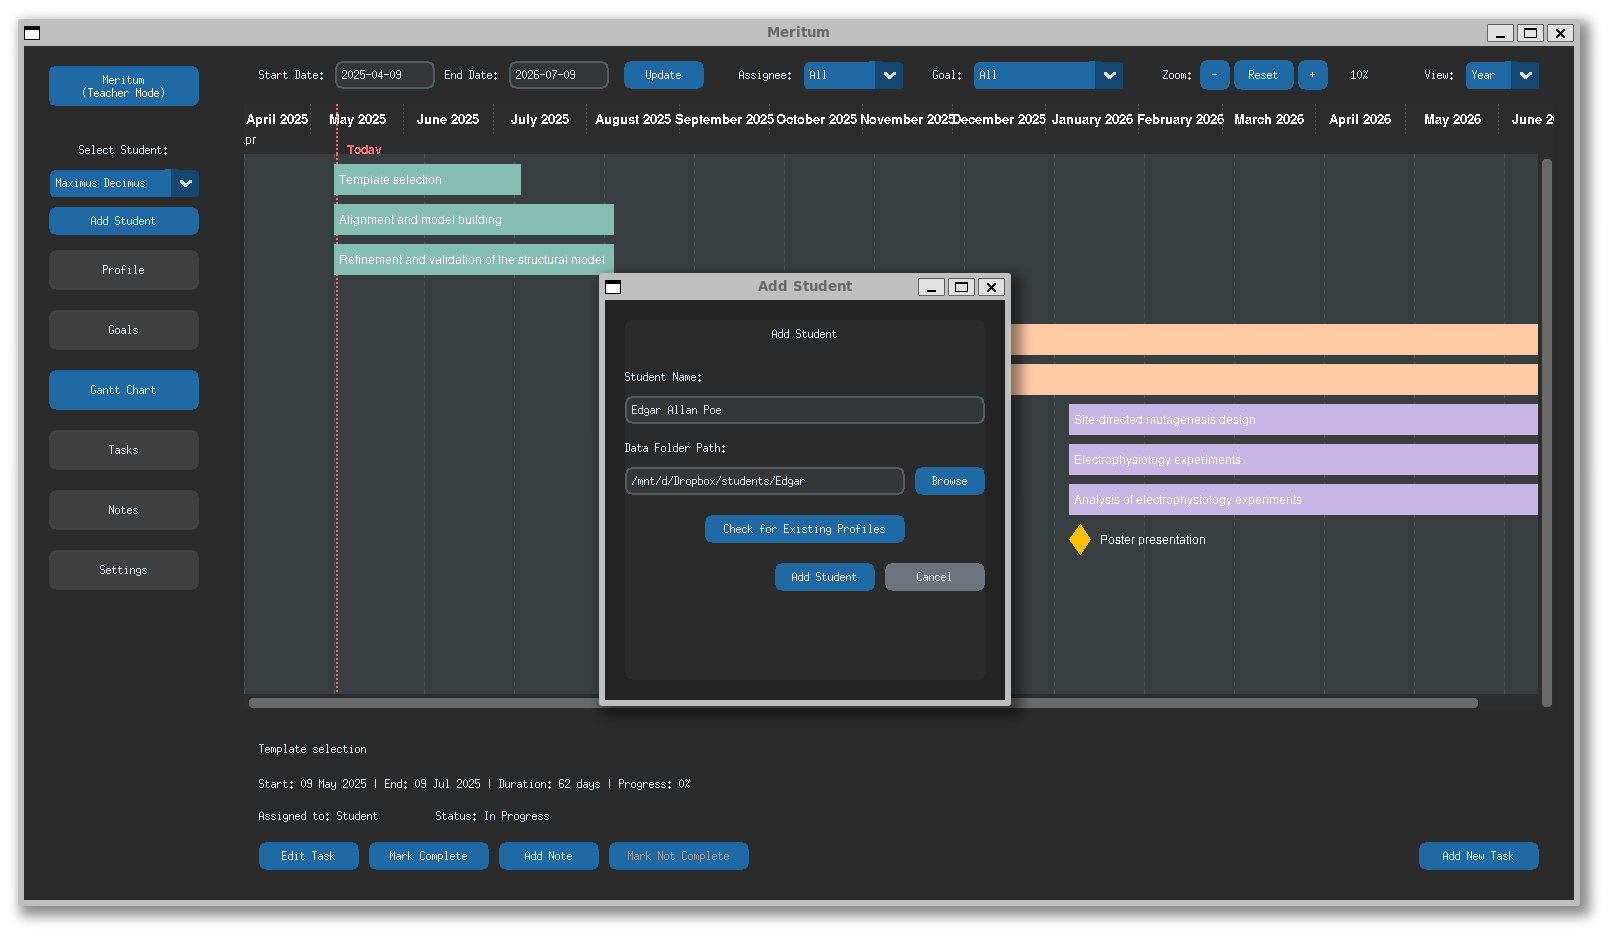 Meritum
Meritum
(Teacher Mode)
Start Date:
2025-04-09
End Date:
2026-07-09
Update
Assignee:
All
Goal:
All
Zoom:
-
Reset
+
10%
View:
Year
April 2025
May 2025
June 2025
July 2025
August 2025
September 2025
October 2025
November 2025
December 2025
January 2026
February 2026
March 2026
April 2026
May 2026
June 2
pr
Today
Select Student:
Maximus Decimus
Add Student
Profile
Goals
Gantt Chart
Tasks
Notes
Settings
Template selection
Alignment and model building
Refinement and validation of the structural model
Site-directed mutagenesis design
Electrophysiology experiments
Analysis of electrophysiology experiments
Poster presentation
Add Student
Add Student
Student Name:
Edgar Allan Poe
Data Folder Path:
/mnt/d/Dropbox/students/Edgar
Browse
Check for Existing Profiles
Add Student
Cancel
Template selection
Start: 09 May 2025 | End: 09 Jul 2025 | Duration: 62 days | Progress: 0%
Assigned to: Student
Status: In Progress
Edit Task
Mark Complete
Add Note
Mark Not Complete
Add New Task